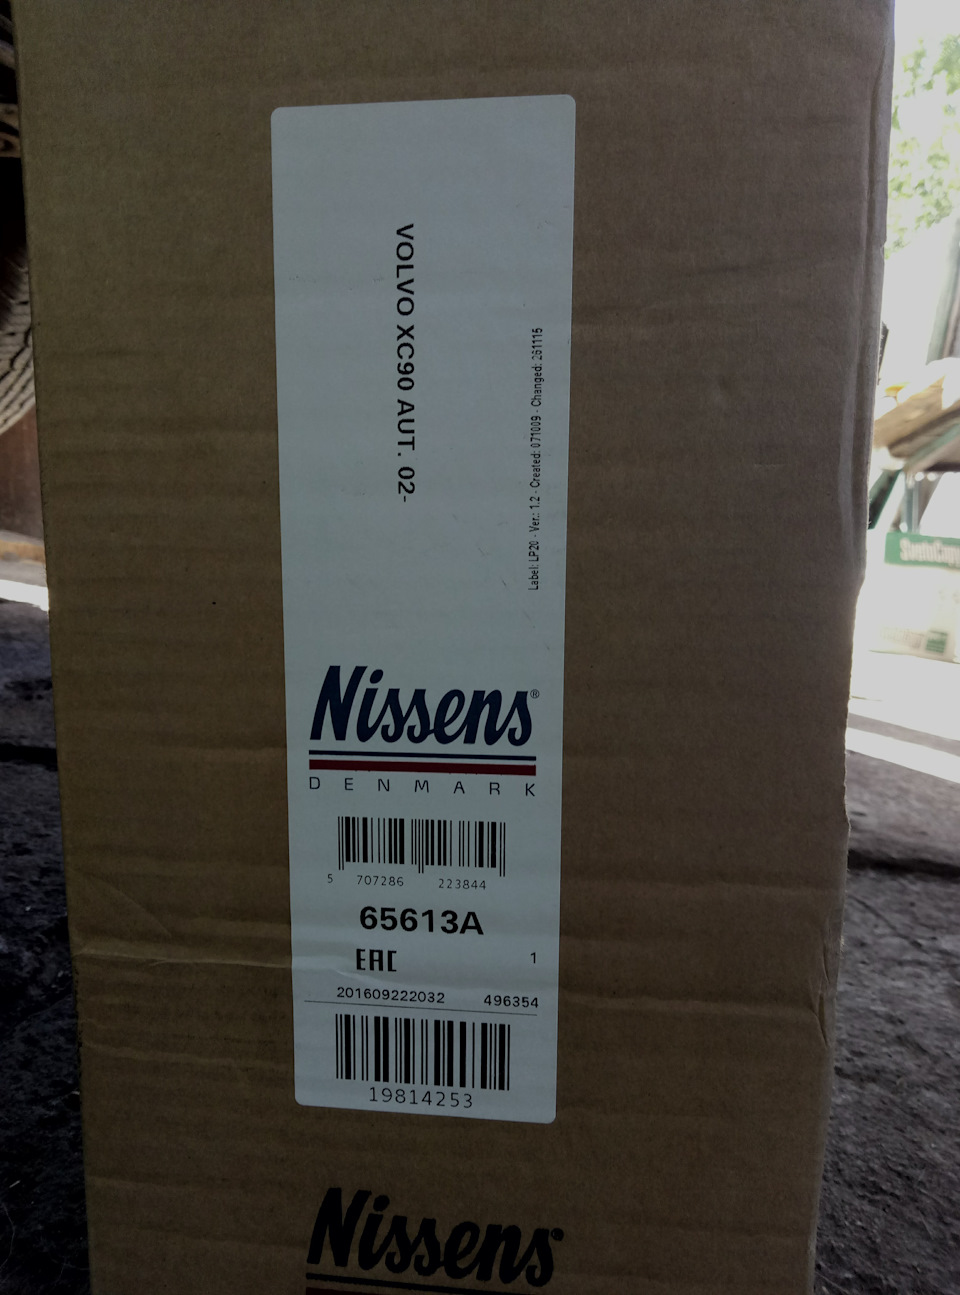 VOLVO XC90 AUT. 02-
Label: LP20 - Ver.: 1.2 - Created: 071009 - Changed: 261115
Nissens®
DENMARK
5 707286 223844
65613A
EAC 1
201609222032 496354
19814253
Nissens®